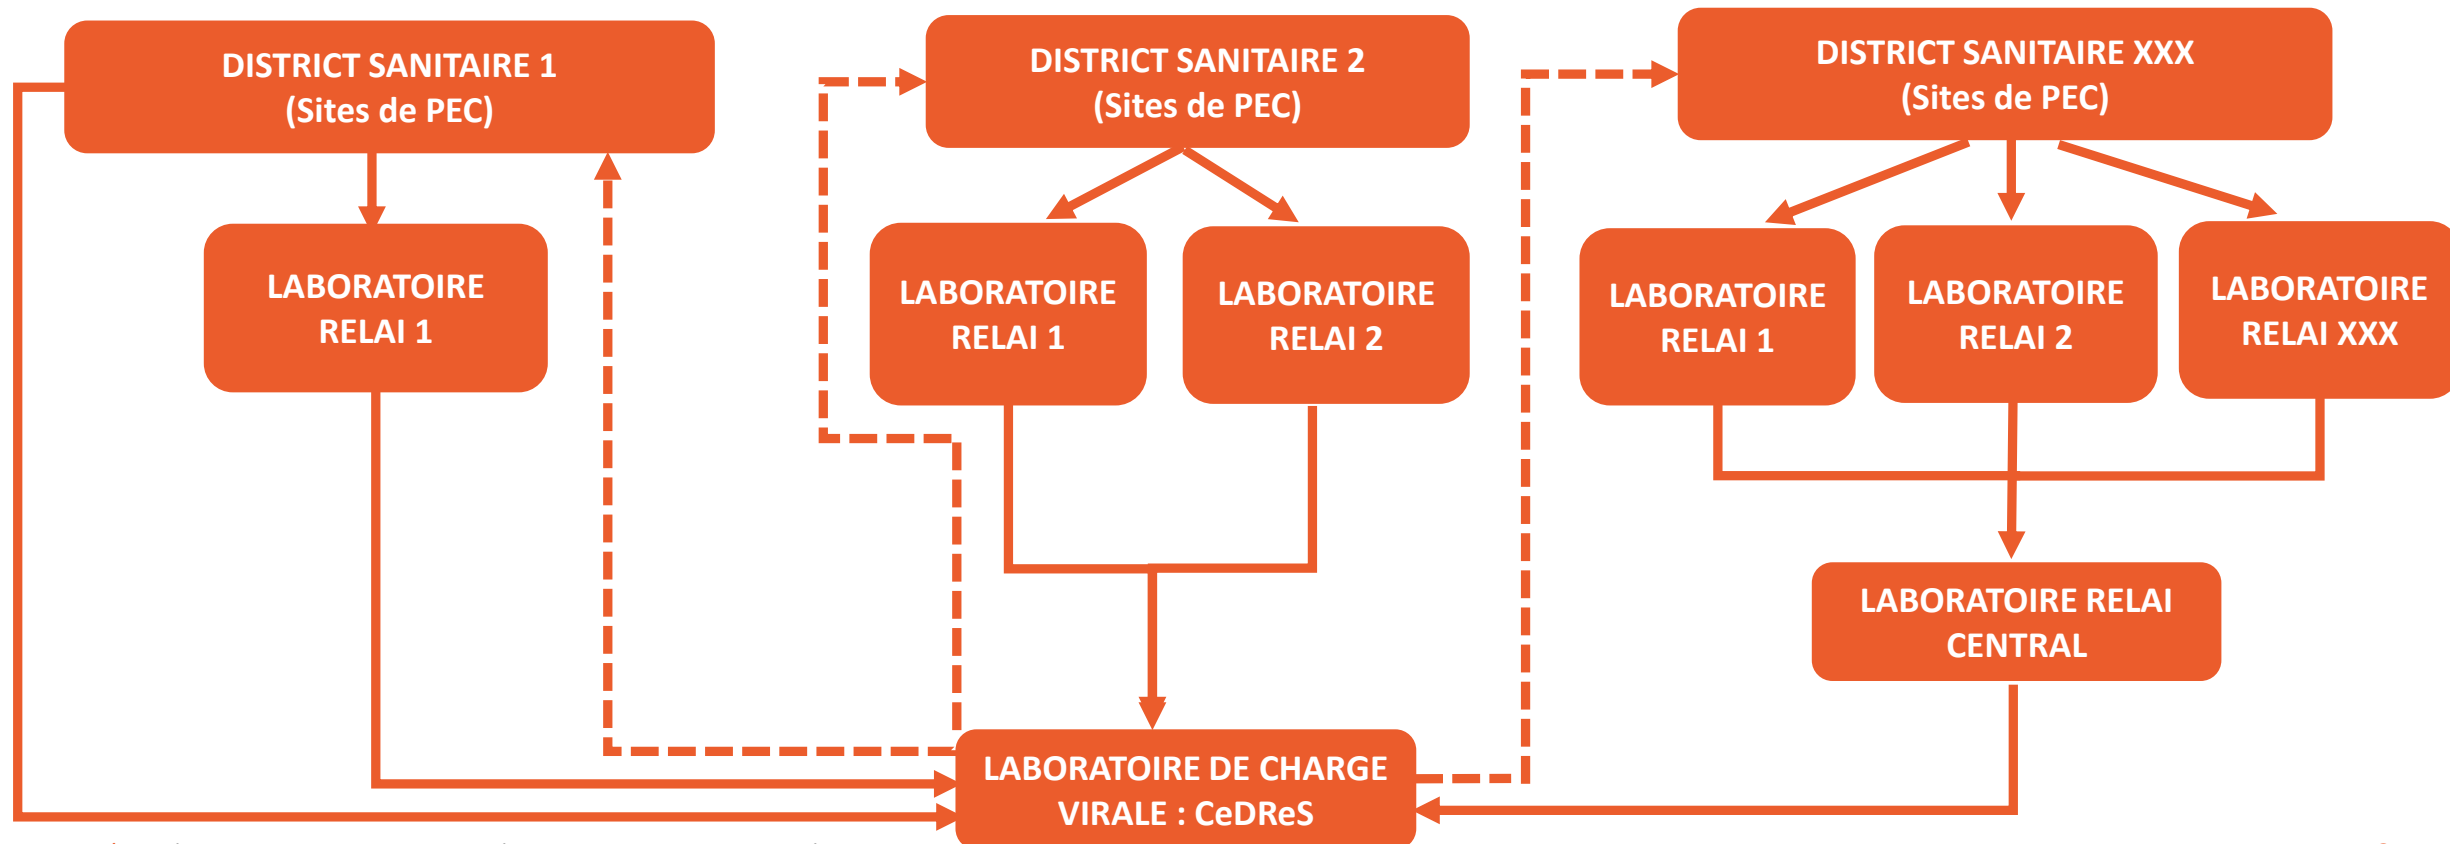 DISTRICT SANITAIRE 1
(Sites de PEC)
DISTRICT SANITAIRE 2
(Sites de PEC)
DISTRICT SANITAIRE XXX
(Sites de PEC)
LABORATOIRE
RELAI 1
LABORATOIRE
RELAI 1
LABORATOIRE
RELAI 2
LABORATOIRE
RELAI 1
LABORATOIRE
RELAI 2
LABORATOIRE
RELAI XXX
LABORATOIRE RELAI
CENTRAL
LABORATOIRE DE CHARGE
VIRALE : CeDReS